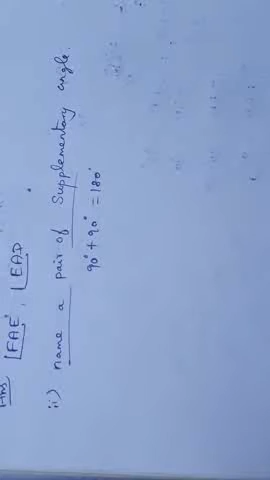 Ans
∠FAE, ∠EAD
ii) name a pair of Supplementary angle.
90° + 90° = 180°